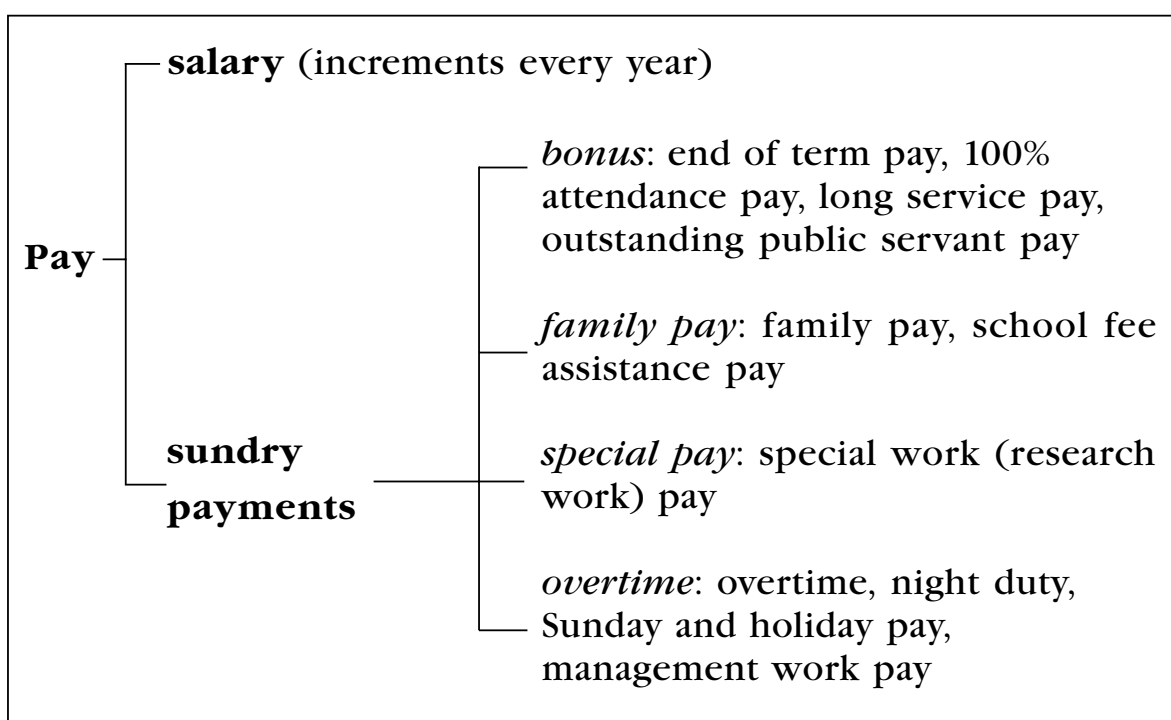 salary (increments every year)
bonus: end of term pay, 100%
attendance pay, long service pay,
outstanding public servant pay
Pay
family pay: family pay, school fee
assistance pay
sundry
payments
special pay: special work (research
work) pay
overtime: overtime, night duty,
Sunday and holiday pay,
management work pay